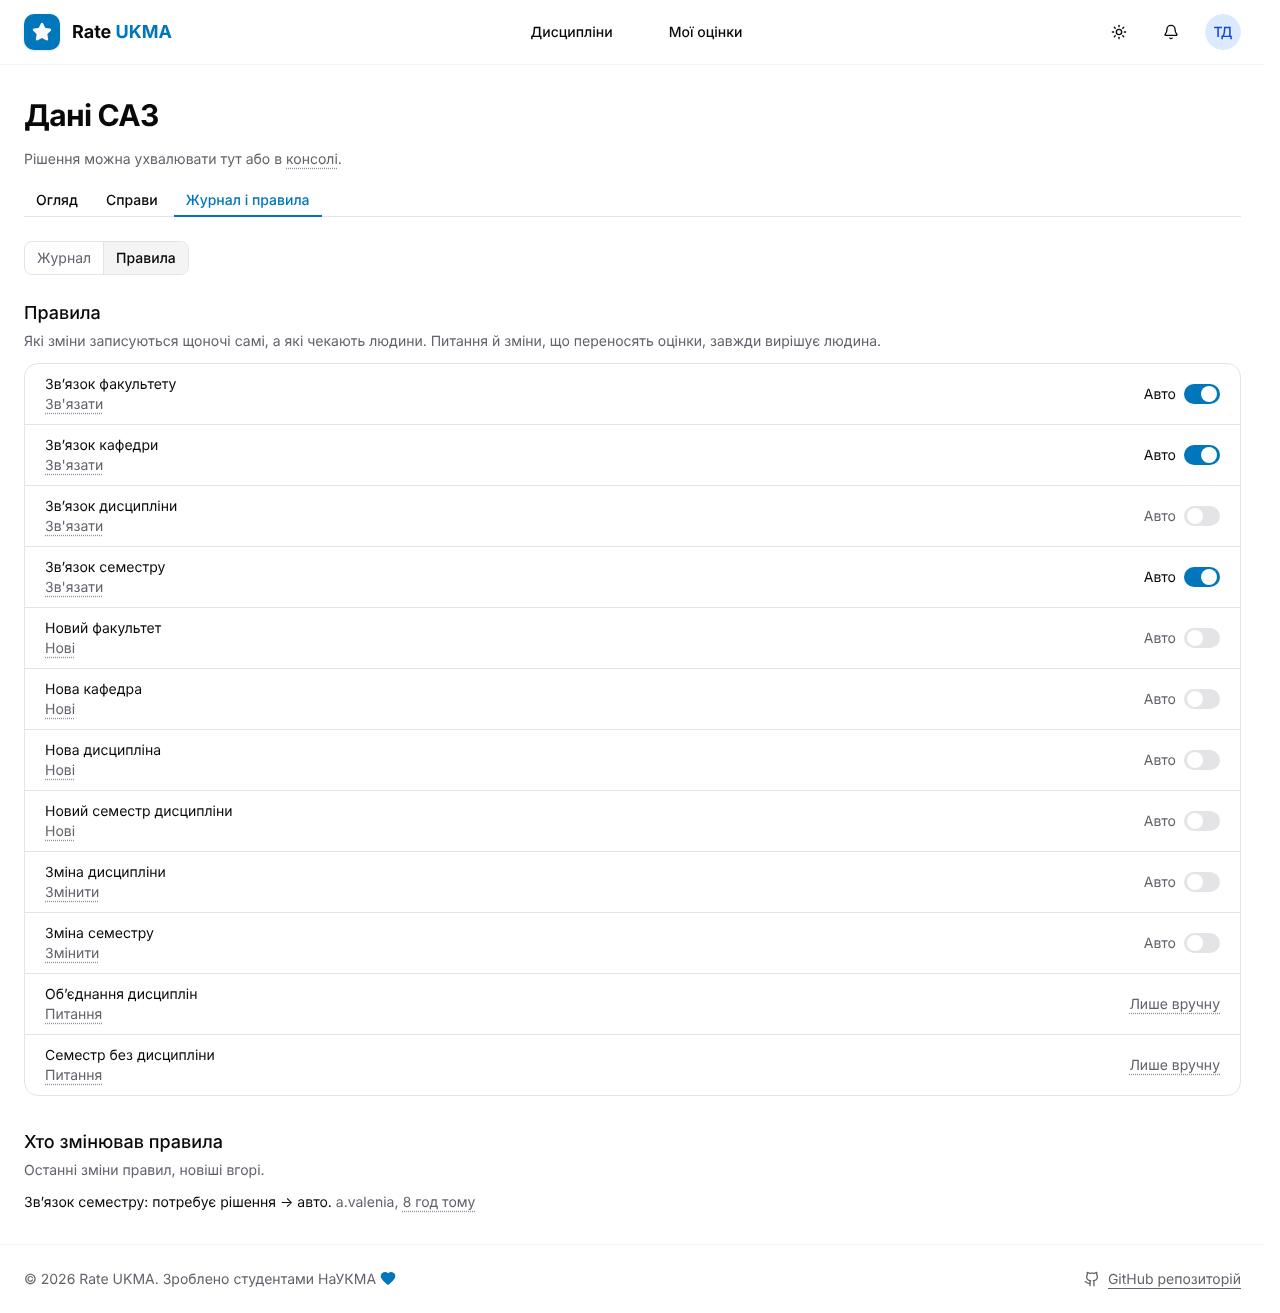 Rate UKMA
Дисципліни
Мої оцінки
ТД
Дані САЗ
Рішення можна ухвалювати тут або в консолі.
Огляд
Справи
Журнал і правила
Журнал
Правила
Правила
Які зміни записуються щоночі самі, а які чекають людини. Питання й зміни, що переносять оцінки, завжди вирішує людина.
Зв’язок факультету
Зв'язати
Авто
Зв’язок кафедри
Зв'язати
Авто
Зв’язок дисципліни
Зв'язати
Авто
Зв’язок семестру
Зв'язати
Авто
Новий факультет
Нові
Авто
Нова кафедра
Нові
Авто
Нова дисципліна
Нові
Авто
Новий семестр дисципліни
Нові
Авто
Зміна дисципліни
Змінити
Авто
Зміна семестру
Змінити
Авто
Об’єднання дисциплін
Питання
Лише вручну
Семестр без дисципліни
Питання
Лише вручну
Хто змінював правила
Останні зміни правил, новіші вгорі.
Зв’язок семестру: потребує рішення → авто. a.valenia, 8 год тому
© 2026 Rate UKMA. Зроблено студентами НаУКМА 💙
GitHub репозиторій